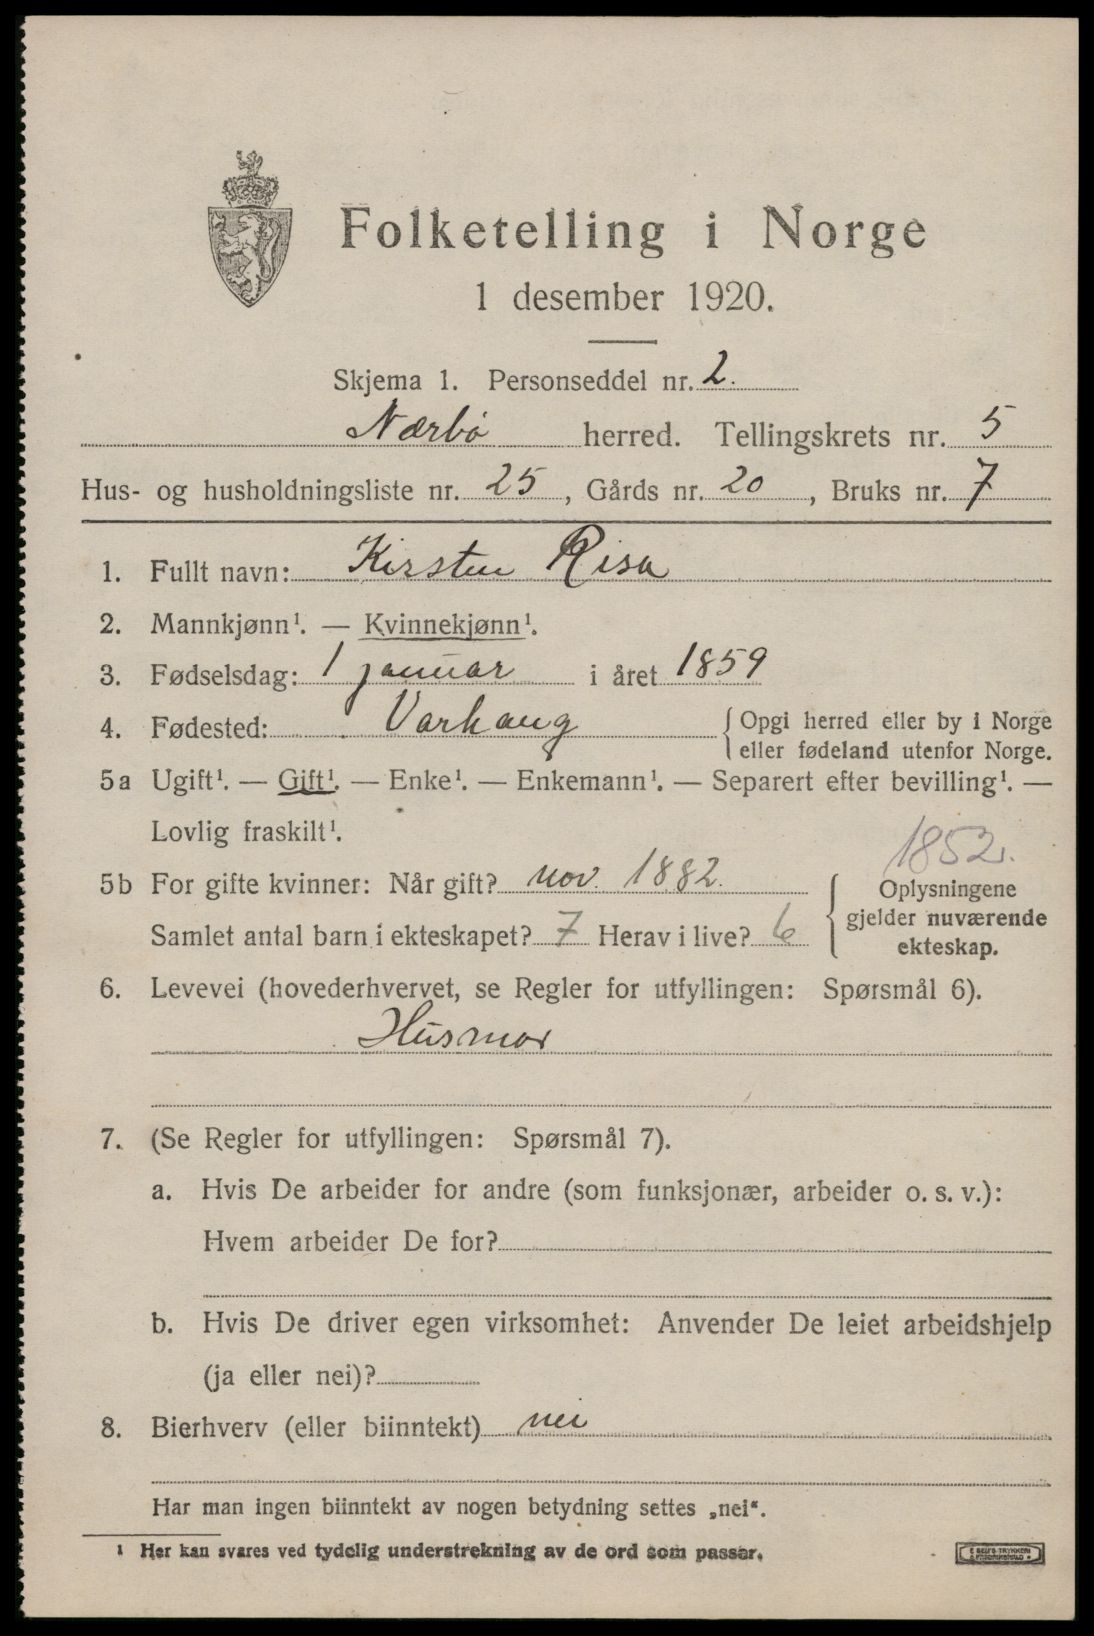 Folketelling i Norge
1 desember 1920.
Skjema 1. Personseddel nr. 2.
Nærbø herred. Tellingskrets nr. 5
Hus- og husholdningsliste nr. 25, Gårds nr. 20, Bruks nr. 7
1. Fullt navn: Kirsten Risa
2. Mannkjønn¹. — Kvinnekjønn¹.
3. Fødselsdag: 1 januar i året 1859
4. Fødested: Varhaug {Opgi herred eller by i Norge
eller fødeland utenfor Norge.
5a Ugift¹. — Gift¹. — Enke¹. — Enkemann¹. — Separert efter bevilling¹. —
Lovlig fraskilt¹.
1852.
5b For gifte kvinner: Når gift? nov. 1882. {Oplysningene
gjelder nuværende
Samlet antal barn i ekteskapet? 7 Herav i live? 6
ekteskap.
6. Levevei (hovederhvervet, se Regler for utfyllingen: Spørsmål 6).
Husmor
7. (Se Regler for utfyllingen: Spørsmål 7).
a. Hvis De arbeider for andre (som funksjonær, arbeider o. s. v.):
Hvem arbeider De for?
b. Hvis De driver egen virksomhet: Anvender De leiet arbeidshjelp
(ja eller nei)?
8. Bierhverv (eller biinntekt) nei
Har man ingen biinntekt av nogen betydning settes „nei“.
¹ Her kan svares ved tydelig understrekning av de ord som passer.